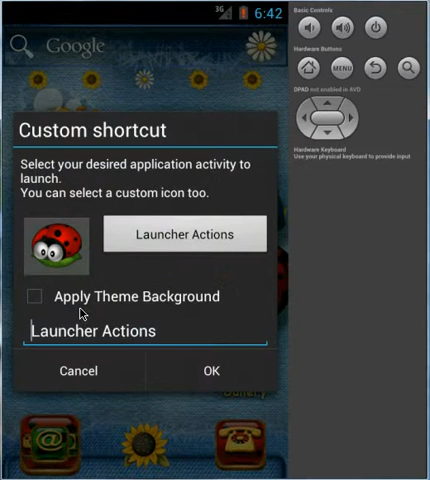 3G 6:42
Google
Custom shortcut
Select your desired application activity to
launch.
You can select a custom icon too.
Launcher Actions
Apply Theme Background
Launcher Actions
Cancel
OK
Gallery
Basic Controls
Hardware Buttons
MENU
DPAD not enabled in AVD
Hardware Keyboard
Use your physical keyboard to provide input